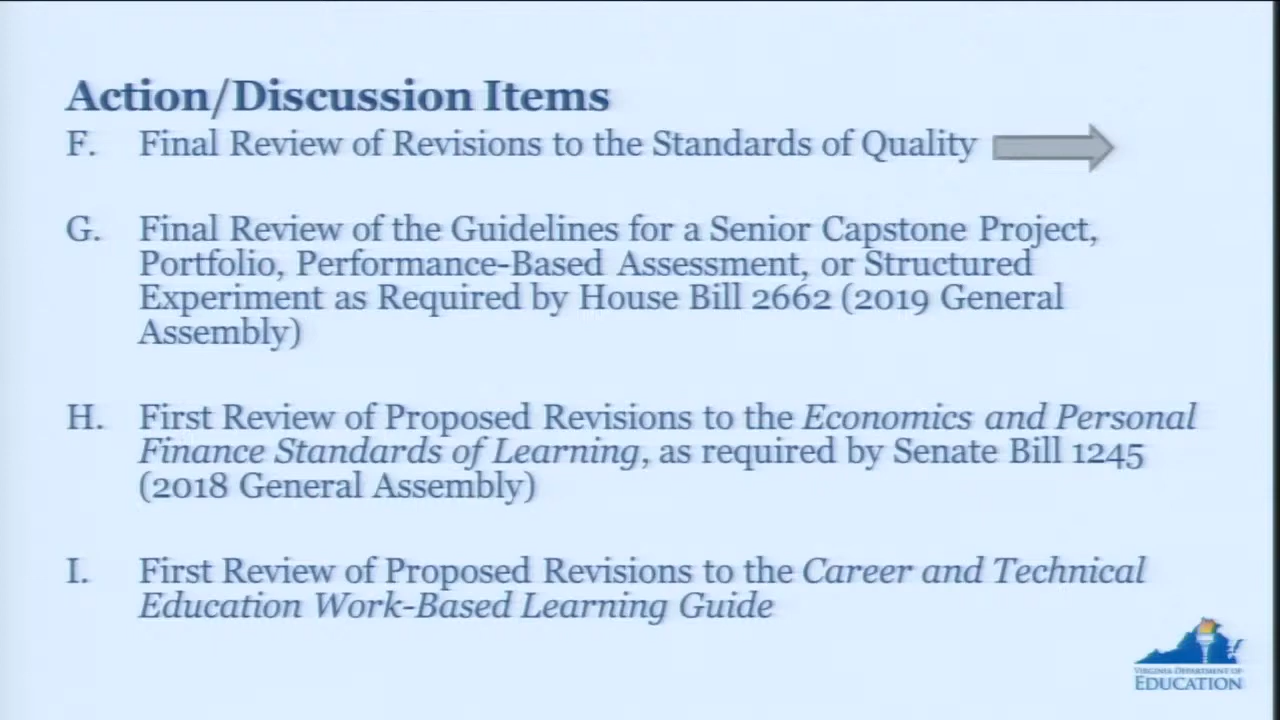 Action/Discussion Items
F. Final Review of Revisions to the Standards of Quality
G. Final Review of the Guidelines for a Senior Capstone Project,
Portfolio, Performance-Based Assessment, or Structured
Experiment as Required by House Bill 2662 (2019 General
Assembly)
H. First Review of Proposed Revisions to the Economics and Personal
Finance Standards of Learning, as required by Senate Bill 1245
(2018 General Assembly)
I. First Review of Proposed Revisions to the Career and Technical
Education Work-Based Learning Guide
VIRGINIA DEPARTMENT OF
EDUCATION